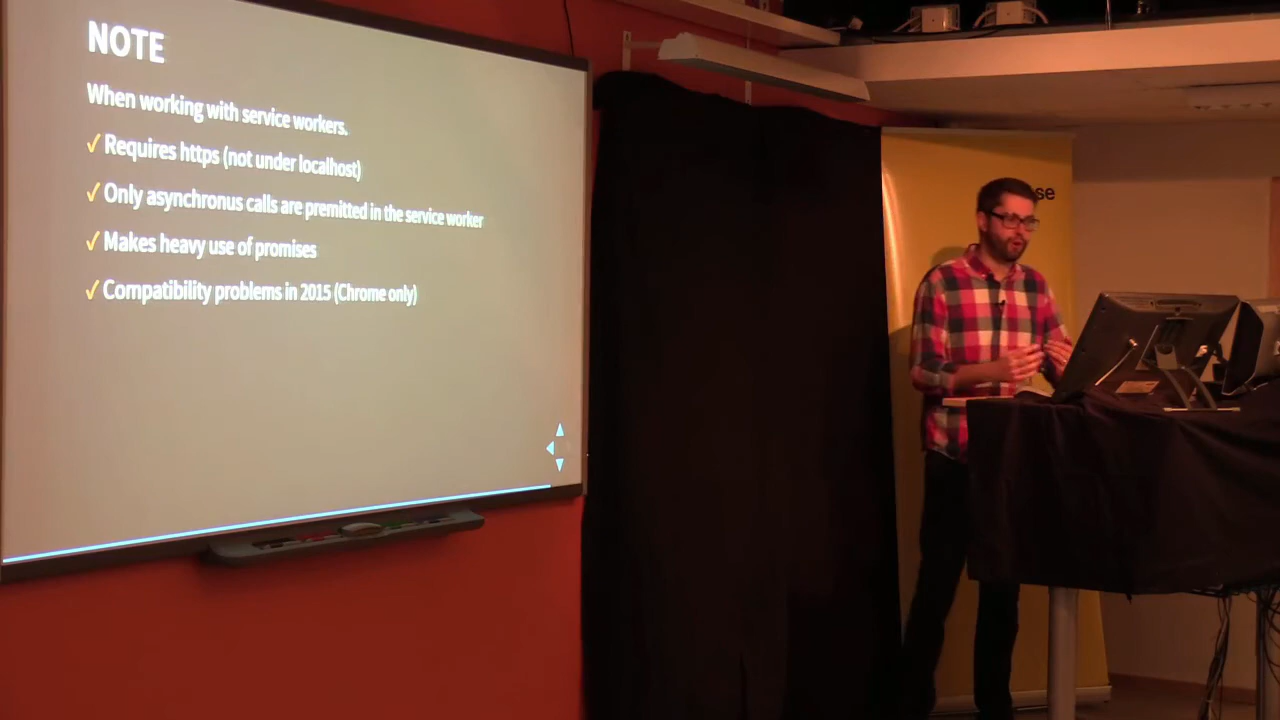 NOTE
When working with service workers.
✓ Requires https (not under localhost)
✓ Only asynchronus calls are premitted in the service worker
✓ Makes heavy use of promises
✓ Compatibility problems in 2015 (Chrome only)
se